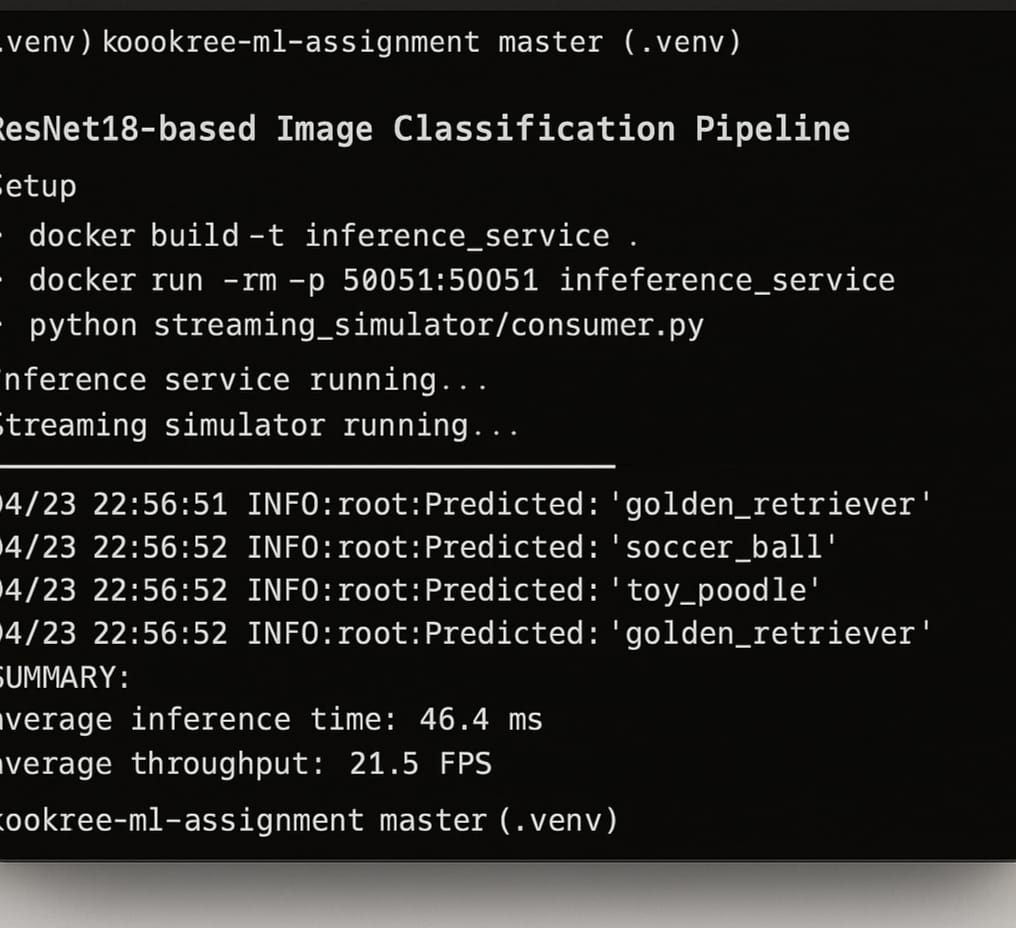 .venv) koookree-ml-assignment master (.venv)
ResNet18-based Image Classification Pipeline
Setup
· docker build -t inference_service .
· docker run -rm -p 50051:50051 infeference_service
· python streaming_simulator/consumer.py
Inference service running...
Streaming simulator running...
04/23 22:56:51 INFO:root:Predicted: 'golden_retriever'
04/23 22:56:52 INFO:root:Predicted: 'soccer_ball'
04/23 22:56:52 INFO:root:Predicted: 'toy_poodle'
04/23 22:56:52 INFO:root:Predicted: 'golden_retriever'
SUMMARY:
average inference time: 46.4 ms
average throughput: 21.5 FPS
kookree-ml-assignment master (.venv)